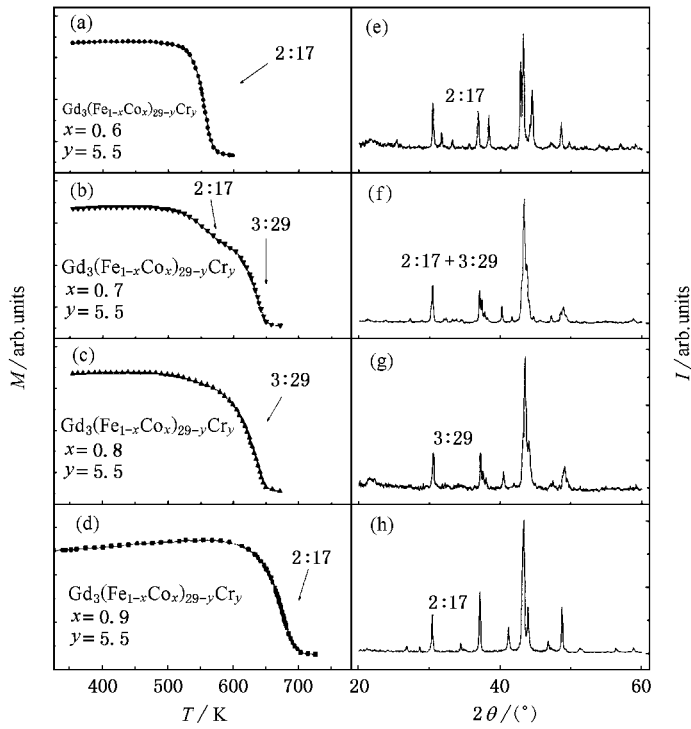 (a)
2:17
Gd₃(Fe₁₋ₓCoₓ)₂₉₋yCry
x=0.6
y=5.5
(b)
2:17
3:29
Gd₃(Fe₁₋ₓCoₓ)₂₉₋yCry
x=0.7
y=5.5
(c)
3:29
Gd₃(Fe₁₋ₓCoₓ)₂₉₋yCry
x=0.8
y=5.5
(d)
2:17
Gd₃(Fe₁₋ₓCoₓ)₂₉₋yCry
x=0.9
y=5.5
400 500 600 700
T/K
M/arb.units
(e)
2:17
(f)
2:17+3:29
(g)
3:29
(h)
2:17
20 40 60
2θ/(°)
I/arb.units